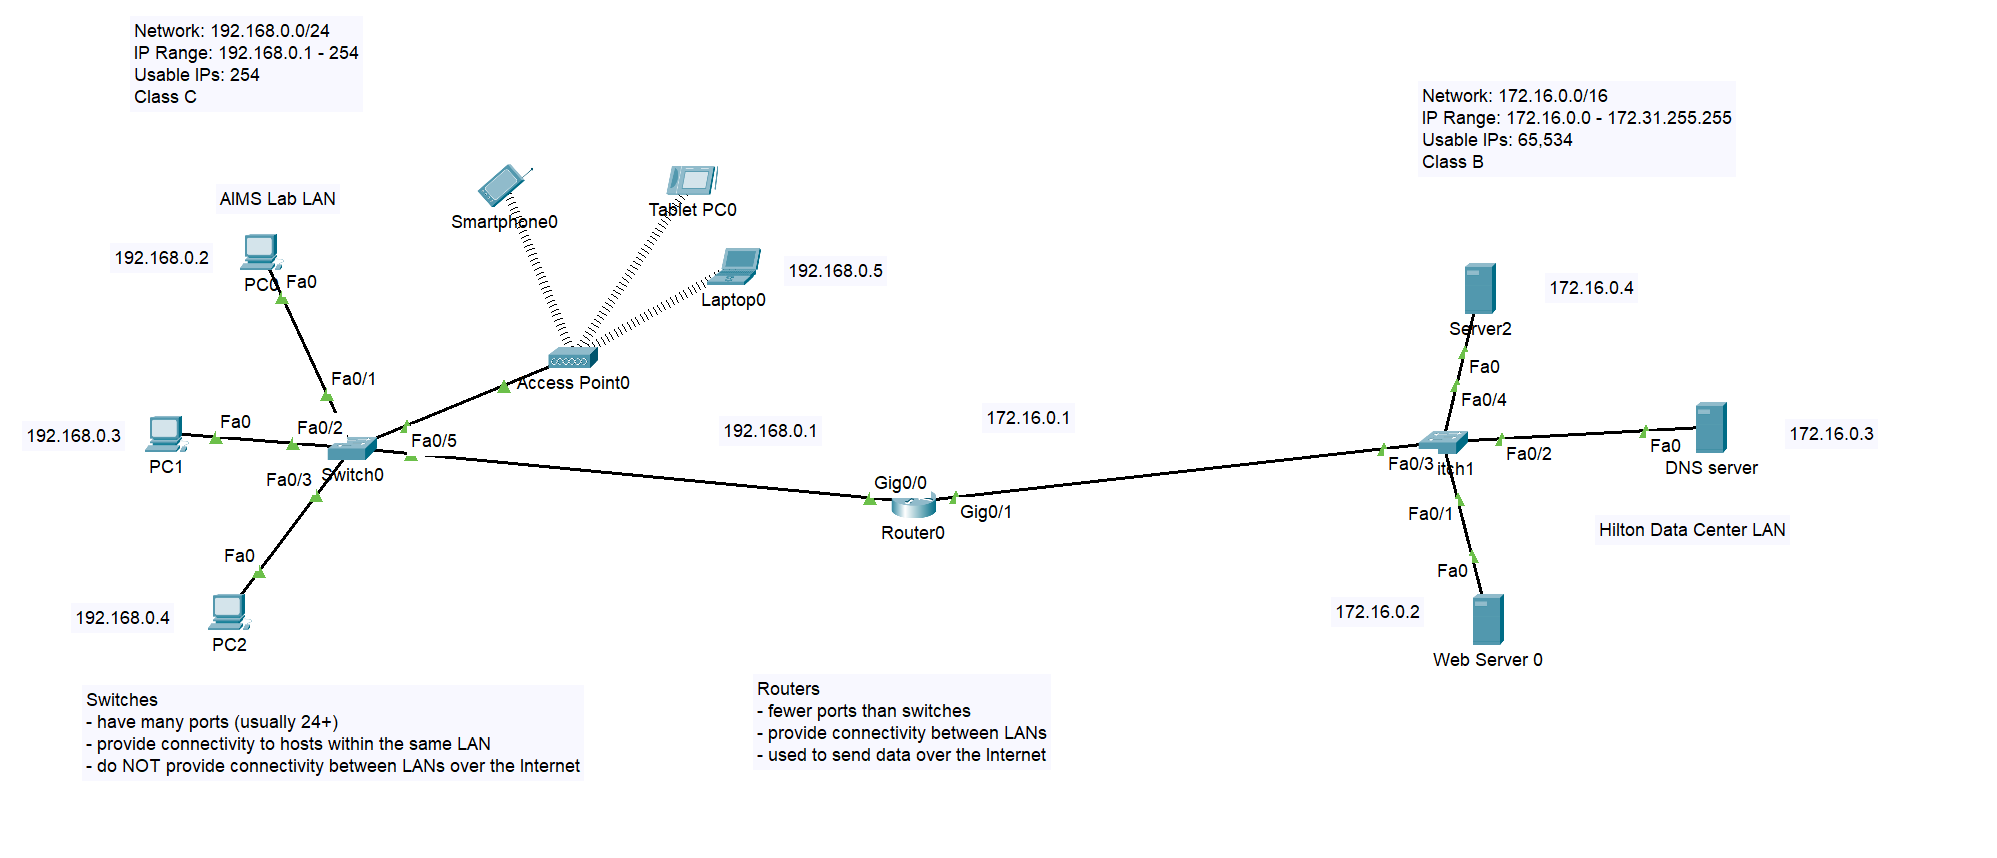 Network: 192.168.0.0/24
IP Range: 192.168.0.1 - 254
Usable IPs: 254
Class C
Network: 172.16.0.0/16
IP Range: 172.16.0.0 - 172.31.255.255
Usable IPs: 65,534
Class B
AIMS Lab LAN
Smartphone0
Tablet PC0
192.168.0.2
PC0
Fa0
Laptop0
192.168.0.5
Server2
172.16.0.4
Fa0
Fa0/4
Access Point0
Fa0/1
192.168.0.3
Fa0
PC1
Fa0/2
Fa0/5
Switch0
Fa0/3
192.168.0.1
172.16.0.1
Gig0/0
Gig0/1
Router0
Fa0/3
itch1
Fa0/2
Fa0
DNS server
172.16.0.3
Fa0/1
Hilton Data Center LAN
Fa0
192.168.0.4
PC2
Fa0
172.16.0.2
Web Server 0
Switches
- have many ports (usually 24+)
- provide connectivity to hosts within the same LAN
- do NOT provide connectivity between LANs over the Internet
Routers
- fewer ports than switches
- provide connectivity between LANs
- used to send data over the Internet